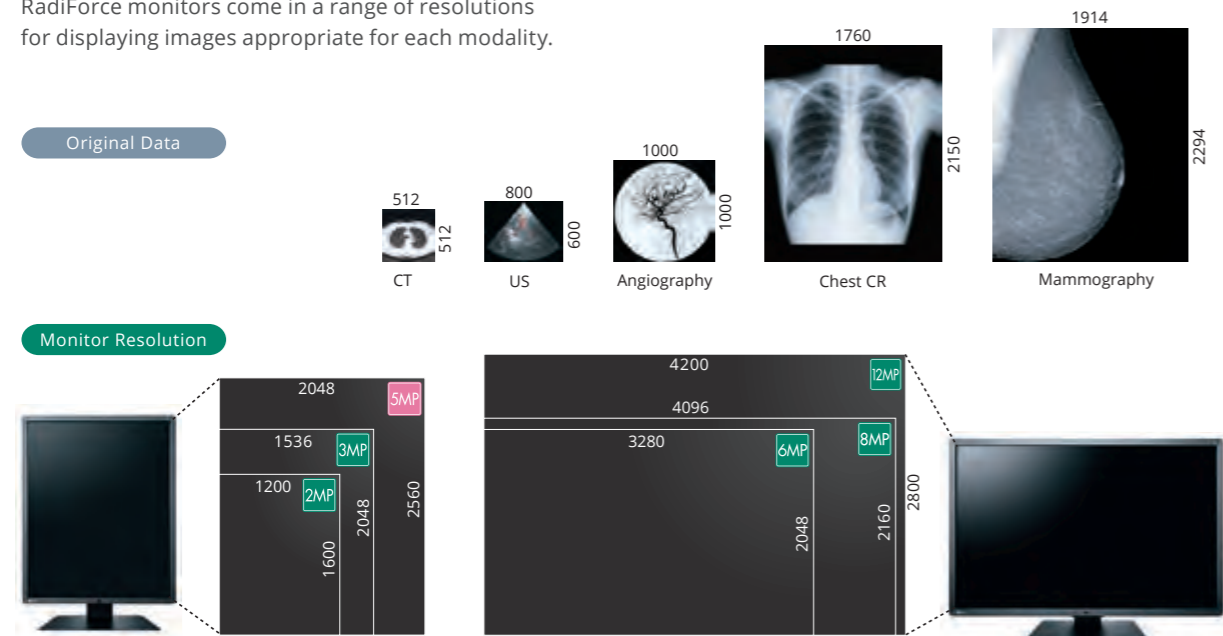 RadiForce monitors come in a range of resolutions
for displaying images appropriate for each modality.
Original Data
512
512
CT
800
600
US
1000
1000
Angiography
1760
2150
Chest CR
1914
2294
Mammography
Monitor Resolution
2048
5MP
2560
1536
3MP
2048
1200
2MP
1600
4200
12MP
2800
4096
8MP
2160
3280
6MP
2048